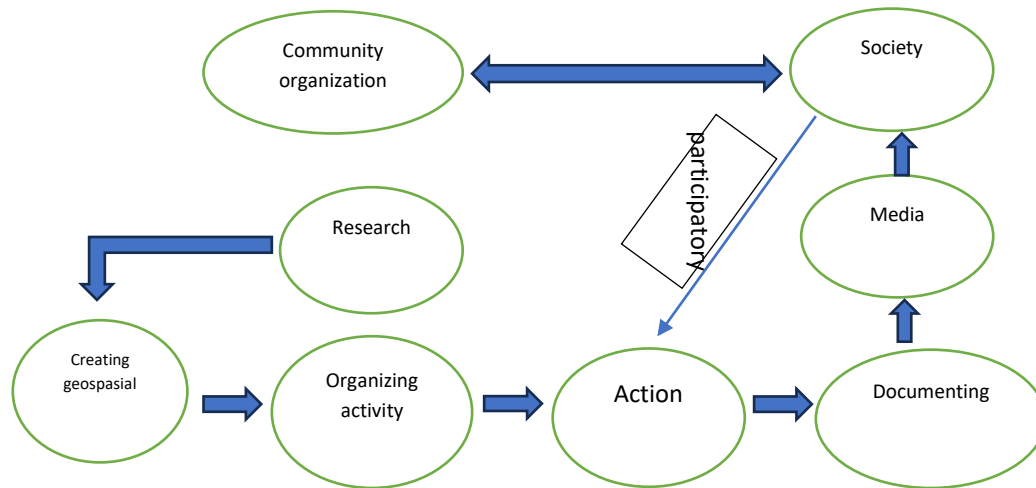 Community
organization
Society
participatory
Research
Media
Creating
geospasial
Organizing
activity
Action
Documenting